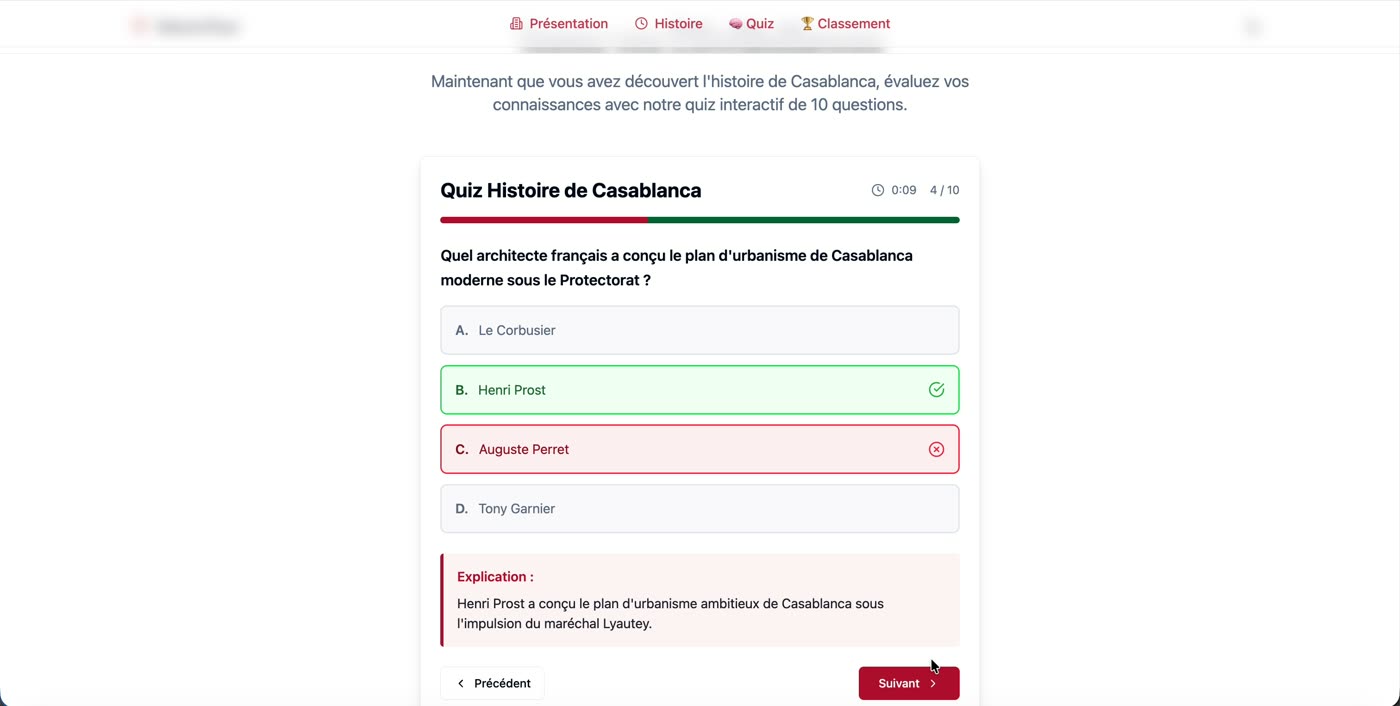 Présentation
Histoire
Quiz
Classement
Maintenant que vous avez découvert l'histoire de Casablanca, évaluez vos
connaissances avec notre quiz interactif de 10 questions.
Quiz Histoire de Casablanca
0:09
4 / 10
Quel architecte français a conçu le plan d'urbanisme de Casablanca
moderne sous le Protectorat ?
A. Le Corbusier
B. Henri Prost
C. Auguste Perret
D. Tony Garnier
Explication :
Henri Prost a conçu le plan d'urbanisme ambitieux de Casablanca sous
l'impulsion du maréchal Lyautey.
Précédent
Suivant